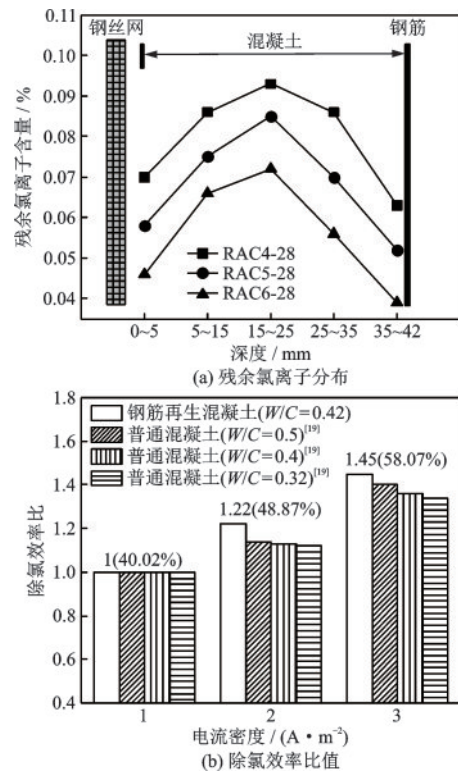 0.11
钢丝网
钢筋
混凝土
0.10
0.09
0.08
0.07
0.06
0.05
0.04
残余氯离子含量 / %
RAC4-28
RAC5-28
RAC6-28
0~5 5~15 15~25 25~35 35~42
深度 / mm
(a) 残余氯离子分布
1.8
1.6
1.4
1.2
1.0
0.8
0.6
0.4
除氯效率比
钢筋再生混凝土(W/C=0.42)
普通混凝土(W/C=0.5)[19]
普通混凝土(W/C=0.4)[19]
普通混凝土(W/C=0.32)[19]
1.45(58.07%)
1.22(48.87%)
1(40.02%)
1 2 3
电流密度 / (A·m-2)
(b) 除氯效率比值